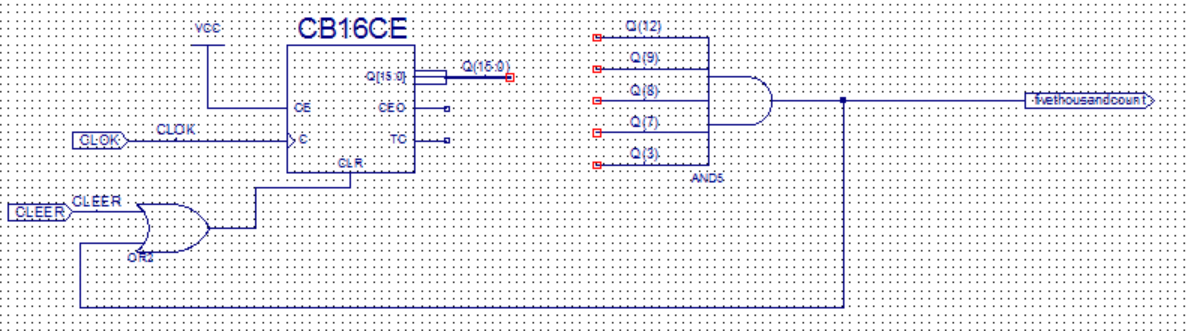 VCC
CB16CE
Q[15:0]
Q(15:0)
CE
CEO
CLOK
CLOK
C
TC
CLR
CLEER
CLEER
OR2
Q(12)
Q(9)
Q(8)
Q(7)
Q(3)
AND5
fivethousandcount